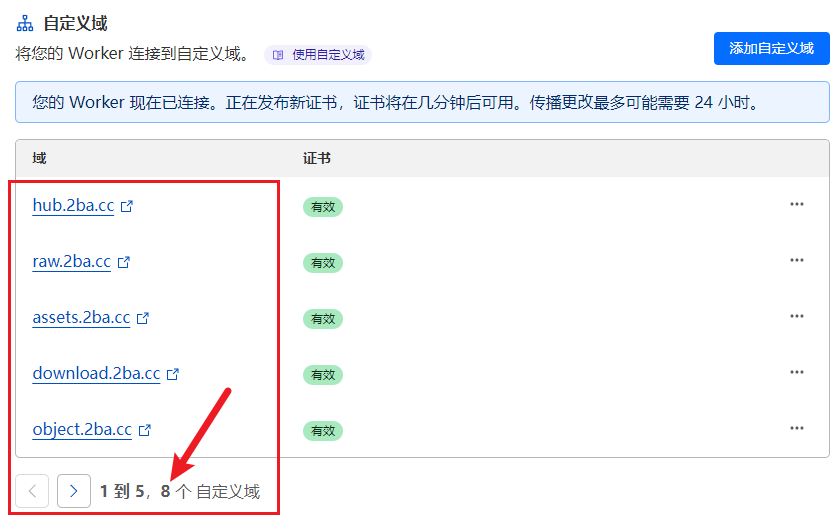 自定义域
将您的 Worker 连接到自定义域。 使用自定义域
添加自定义域
您的 Worker 现在已连接。正在发布新证书，证书将在几分钟后可用。传播更改最多可能需要 24 小时。
域 证书
hub.2ba.cc 有效
raw.2ba.cc 有效
assets.2ba.cc 有效
download.2ba.cc 有效
object.2ba.cc 有效
1 到 5，8 个 自定义域